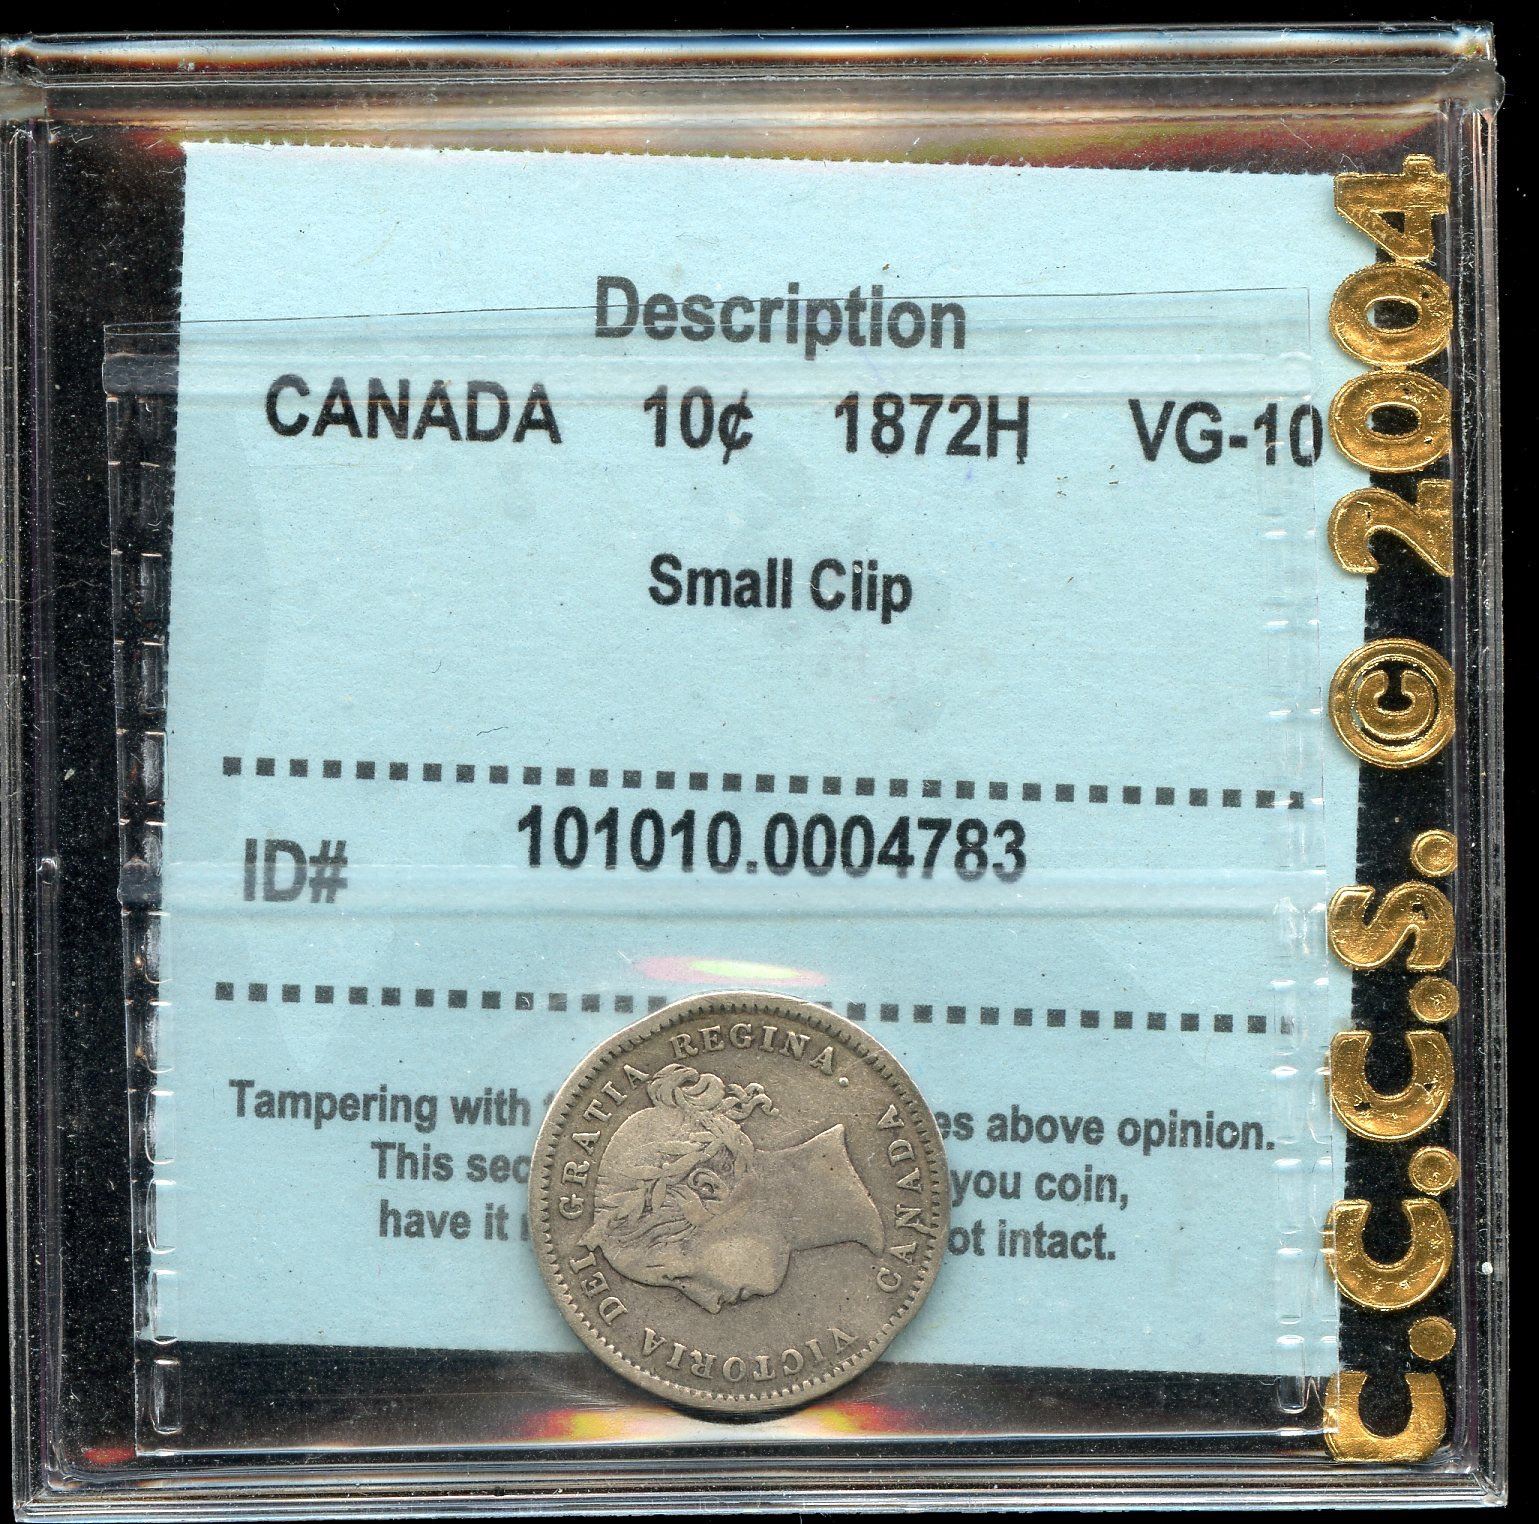 Description
CANADA 10¢ 1872H VG-10
Small Clip
ID# 101010.0004783
Tampering with es above opinion.
This sec you coin,
have it ot intact.
VICTORIA DEI GRATIA REGINA. CANADA
C.C.C.S. © 2004